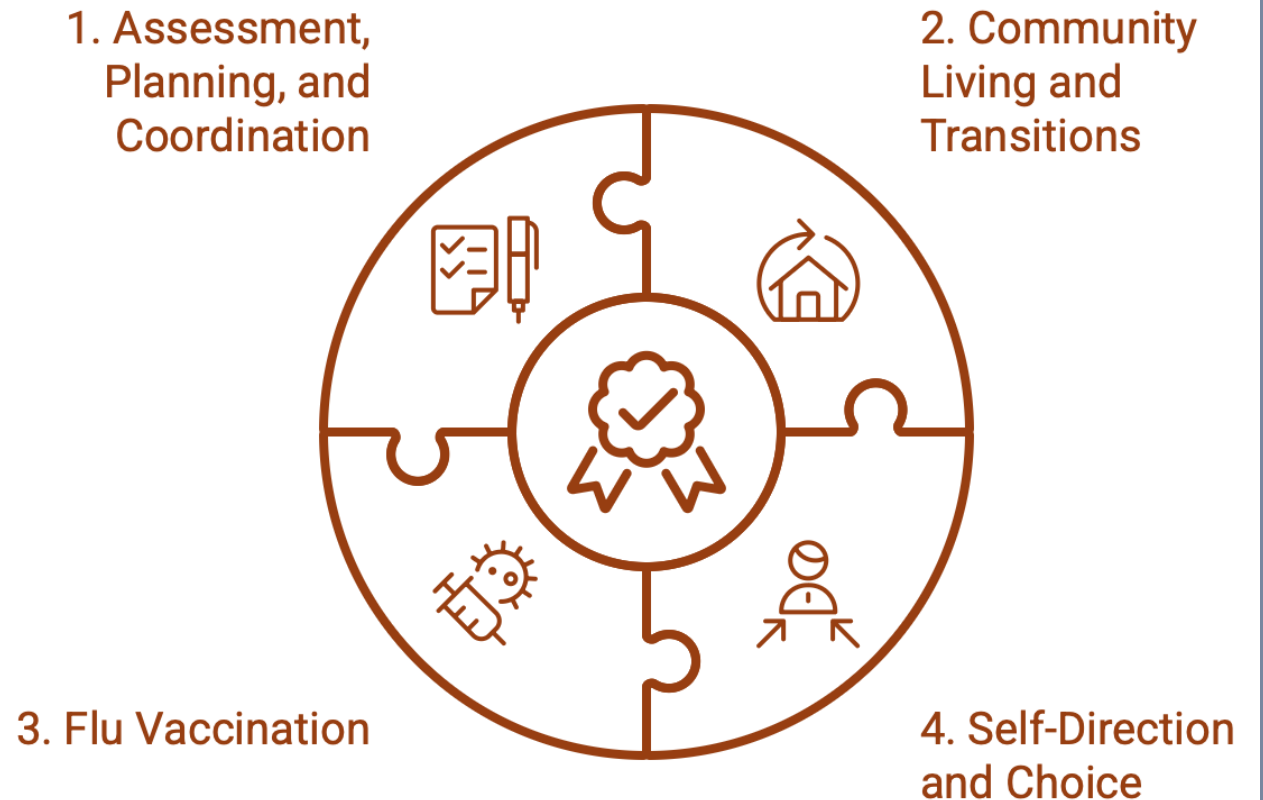 1. Assessment,
Planning, and
Coordination
2. Community
Living and
Transitions
3. Flu Vaccination
4. Self-Direction
and Choice